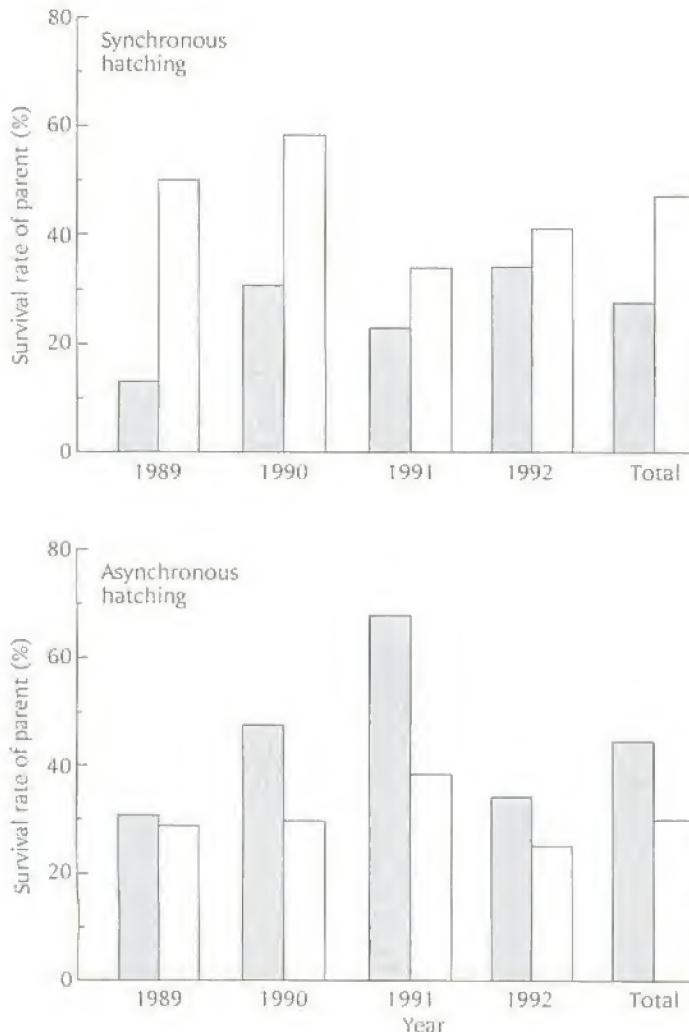 80
Synchronous
hatching
60
40
20
0
Survival rate of parent (%)
1989 1990 1991 1992 Total
80
Asynchronous
hatching
60
40
20
0
Survival rate of parent (%)
1989 1990 1991 1992 Total
Year